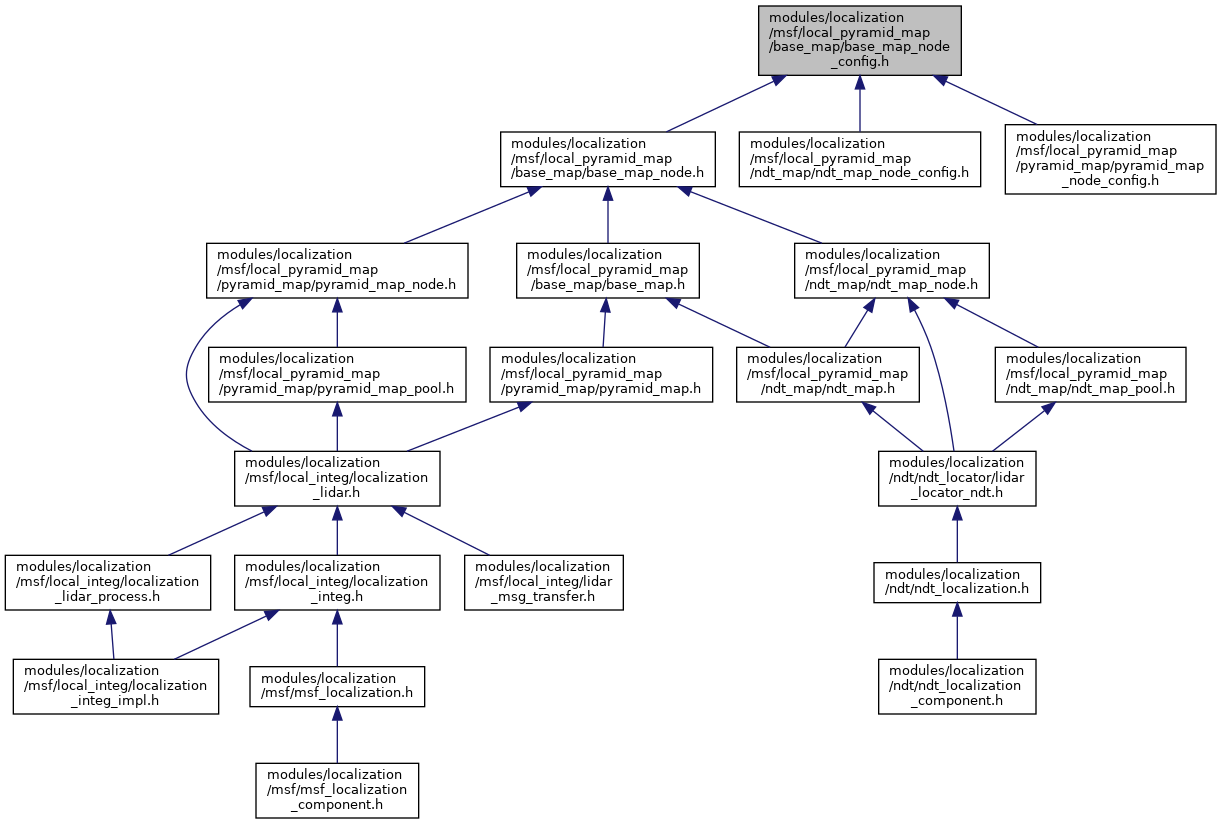 modules/localization
/msf/local_pyramid_map
/base_map/base_map_node
_config.h
modules/localization
/msf/local_pyramid_map
/base_map/base_map_node.h
modules/localization
/msf/local_pyramid_map
/ndt_map/ndt_map_node_config.h
modules/localization
/msf/local_pyramid_map
/pyramid_map/pyramid_map
_node_config.h
modules/localization
/msf/local_pyramid_map
/pyramid_map/pyramid_map_node.h
modules/localization
/msf/local_pyramid_map
/base_map/base_map.h
modules/localization
/msf/local_pyramid_map
/ndt_map/ndt_map_node.h
modules/localization
/msf/local_pyramid_map
/pyramid_map/pyramid_map_pool.h
modules/localization
/msf/local_pyramid_map
/pyramid_map/pyramid_map.h
modules/localization
/msf/local_pyramid_map
/ndt_map/ndt_map.h
modules/localization
/msf/local_pyramid_map
/ndt_map/ndt_map_pool.h
modules/localization
/msf/local_integ/localization
_lidar.h
modules/localization
/ndt/ndt_locator/lidar
_locator_ndt.h
modules/localization
/msf/local_integ/localization
_lidar_process.h
modules/localization
/msf/local_integ/localization
_integ.h
modules/localization
/msf/local_integ/lidar
_msg_transfer.h
modules/localization
/ndt/ndt_localization.h
modules/localization
/msf/local_integ/localization
_integ_impl.h
modules/localization
/msf/msf_localization.h
modules/localization
/ndt/ndt_localization
_component.h
modules/localization
/msf/msf_localization
_component.h